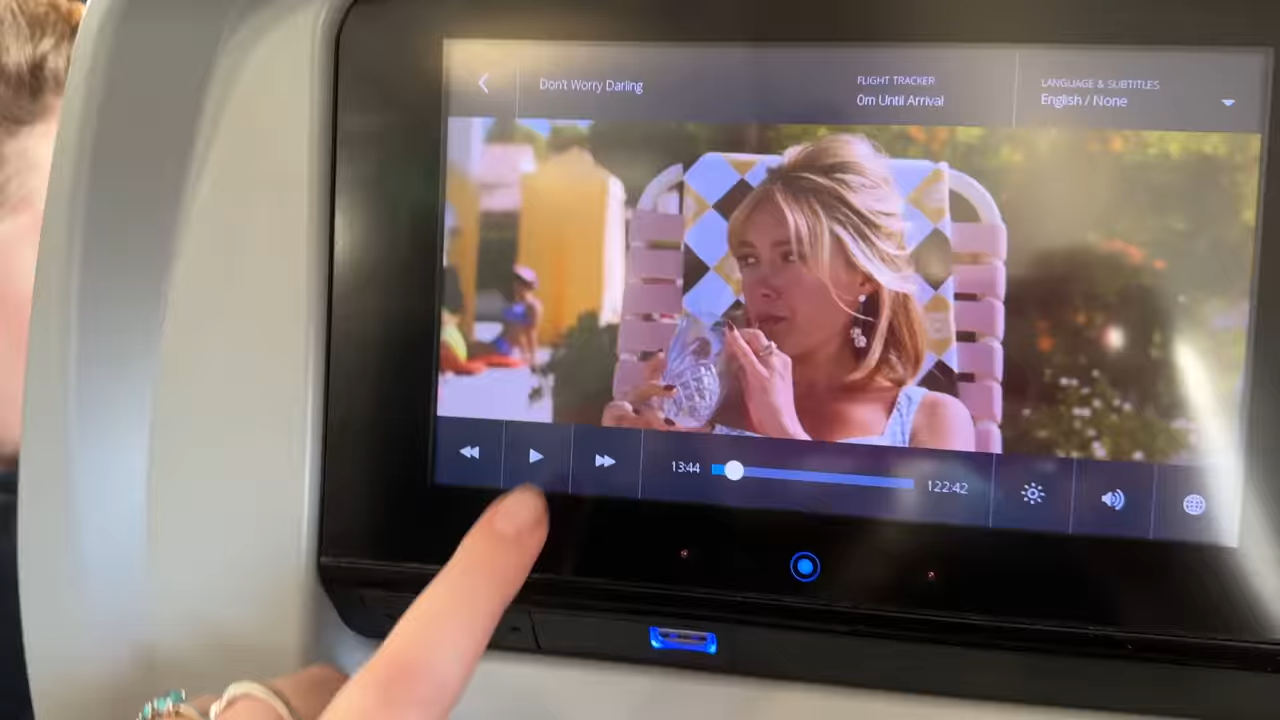 Don't Worry Darling
FLIGHT TRACKER
0m Until Arrival
LANGUAGE & SUBTITLES
English / None
13:44
122:42